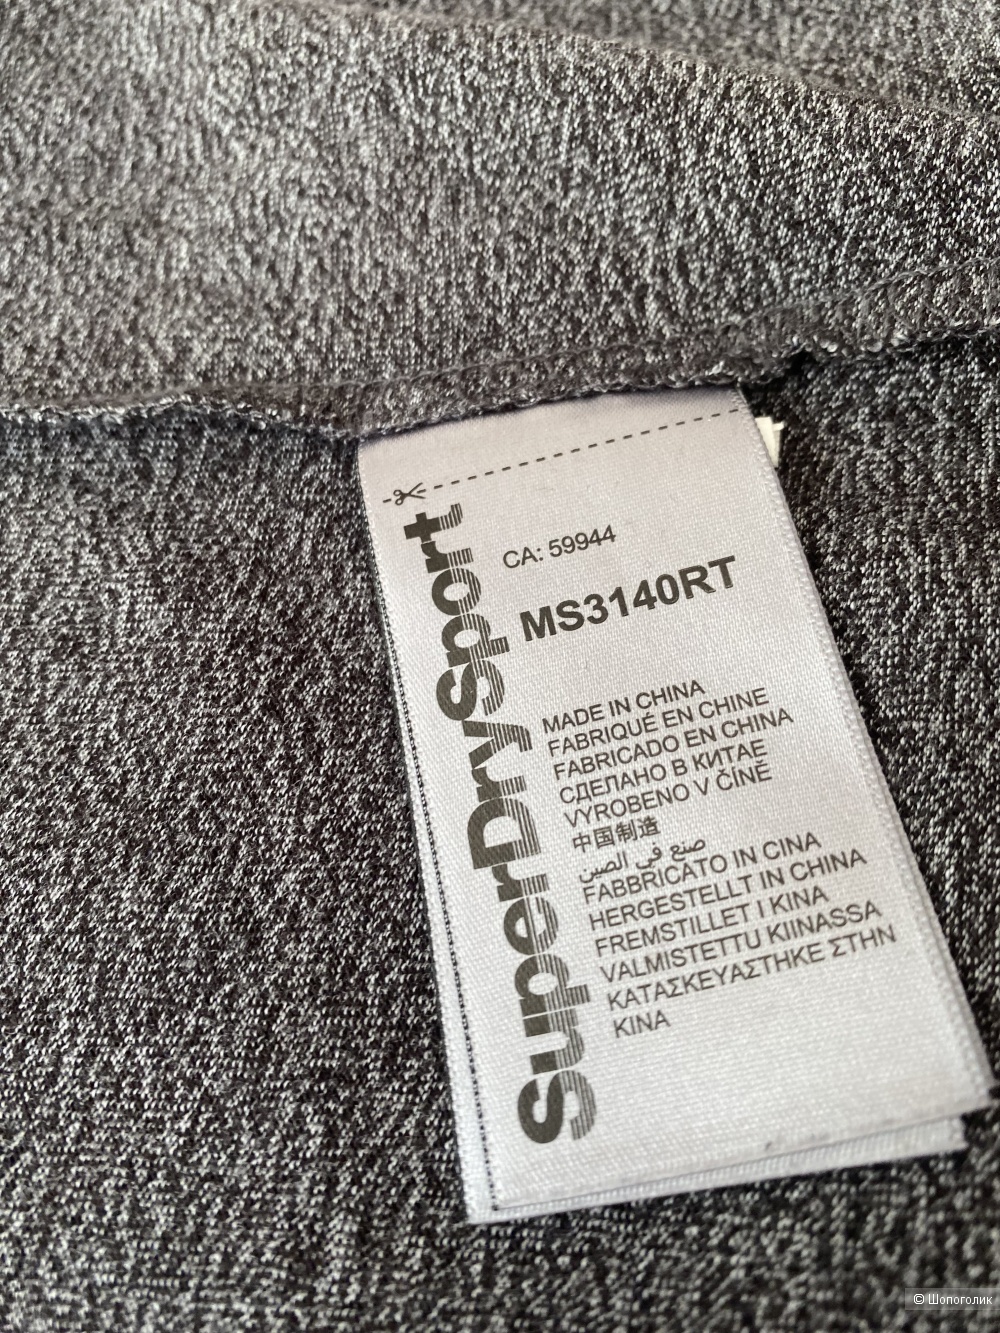 SuperDrySport
CA: 59944
MS3140RT
MADE IN CHINA
FABRIQUÉ EN CHINE
FABRICADO EN CHINA
СДЕЛАНО В КИТАЕ
VYROBENO V ČÍNĚ
中国制造
صنع في الصين
FABBRICATO IN CINA
HERGESTELLT IN CHINA
FREMSTILLET I KINA
VALMISTETTU KIINASSA
ΚΑΤΑΣΚΕΥΑΣΤΗΚΕ ΣΤΗΝ
ΚΙΝΑ
© Шопоголик